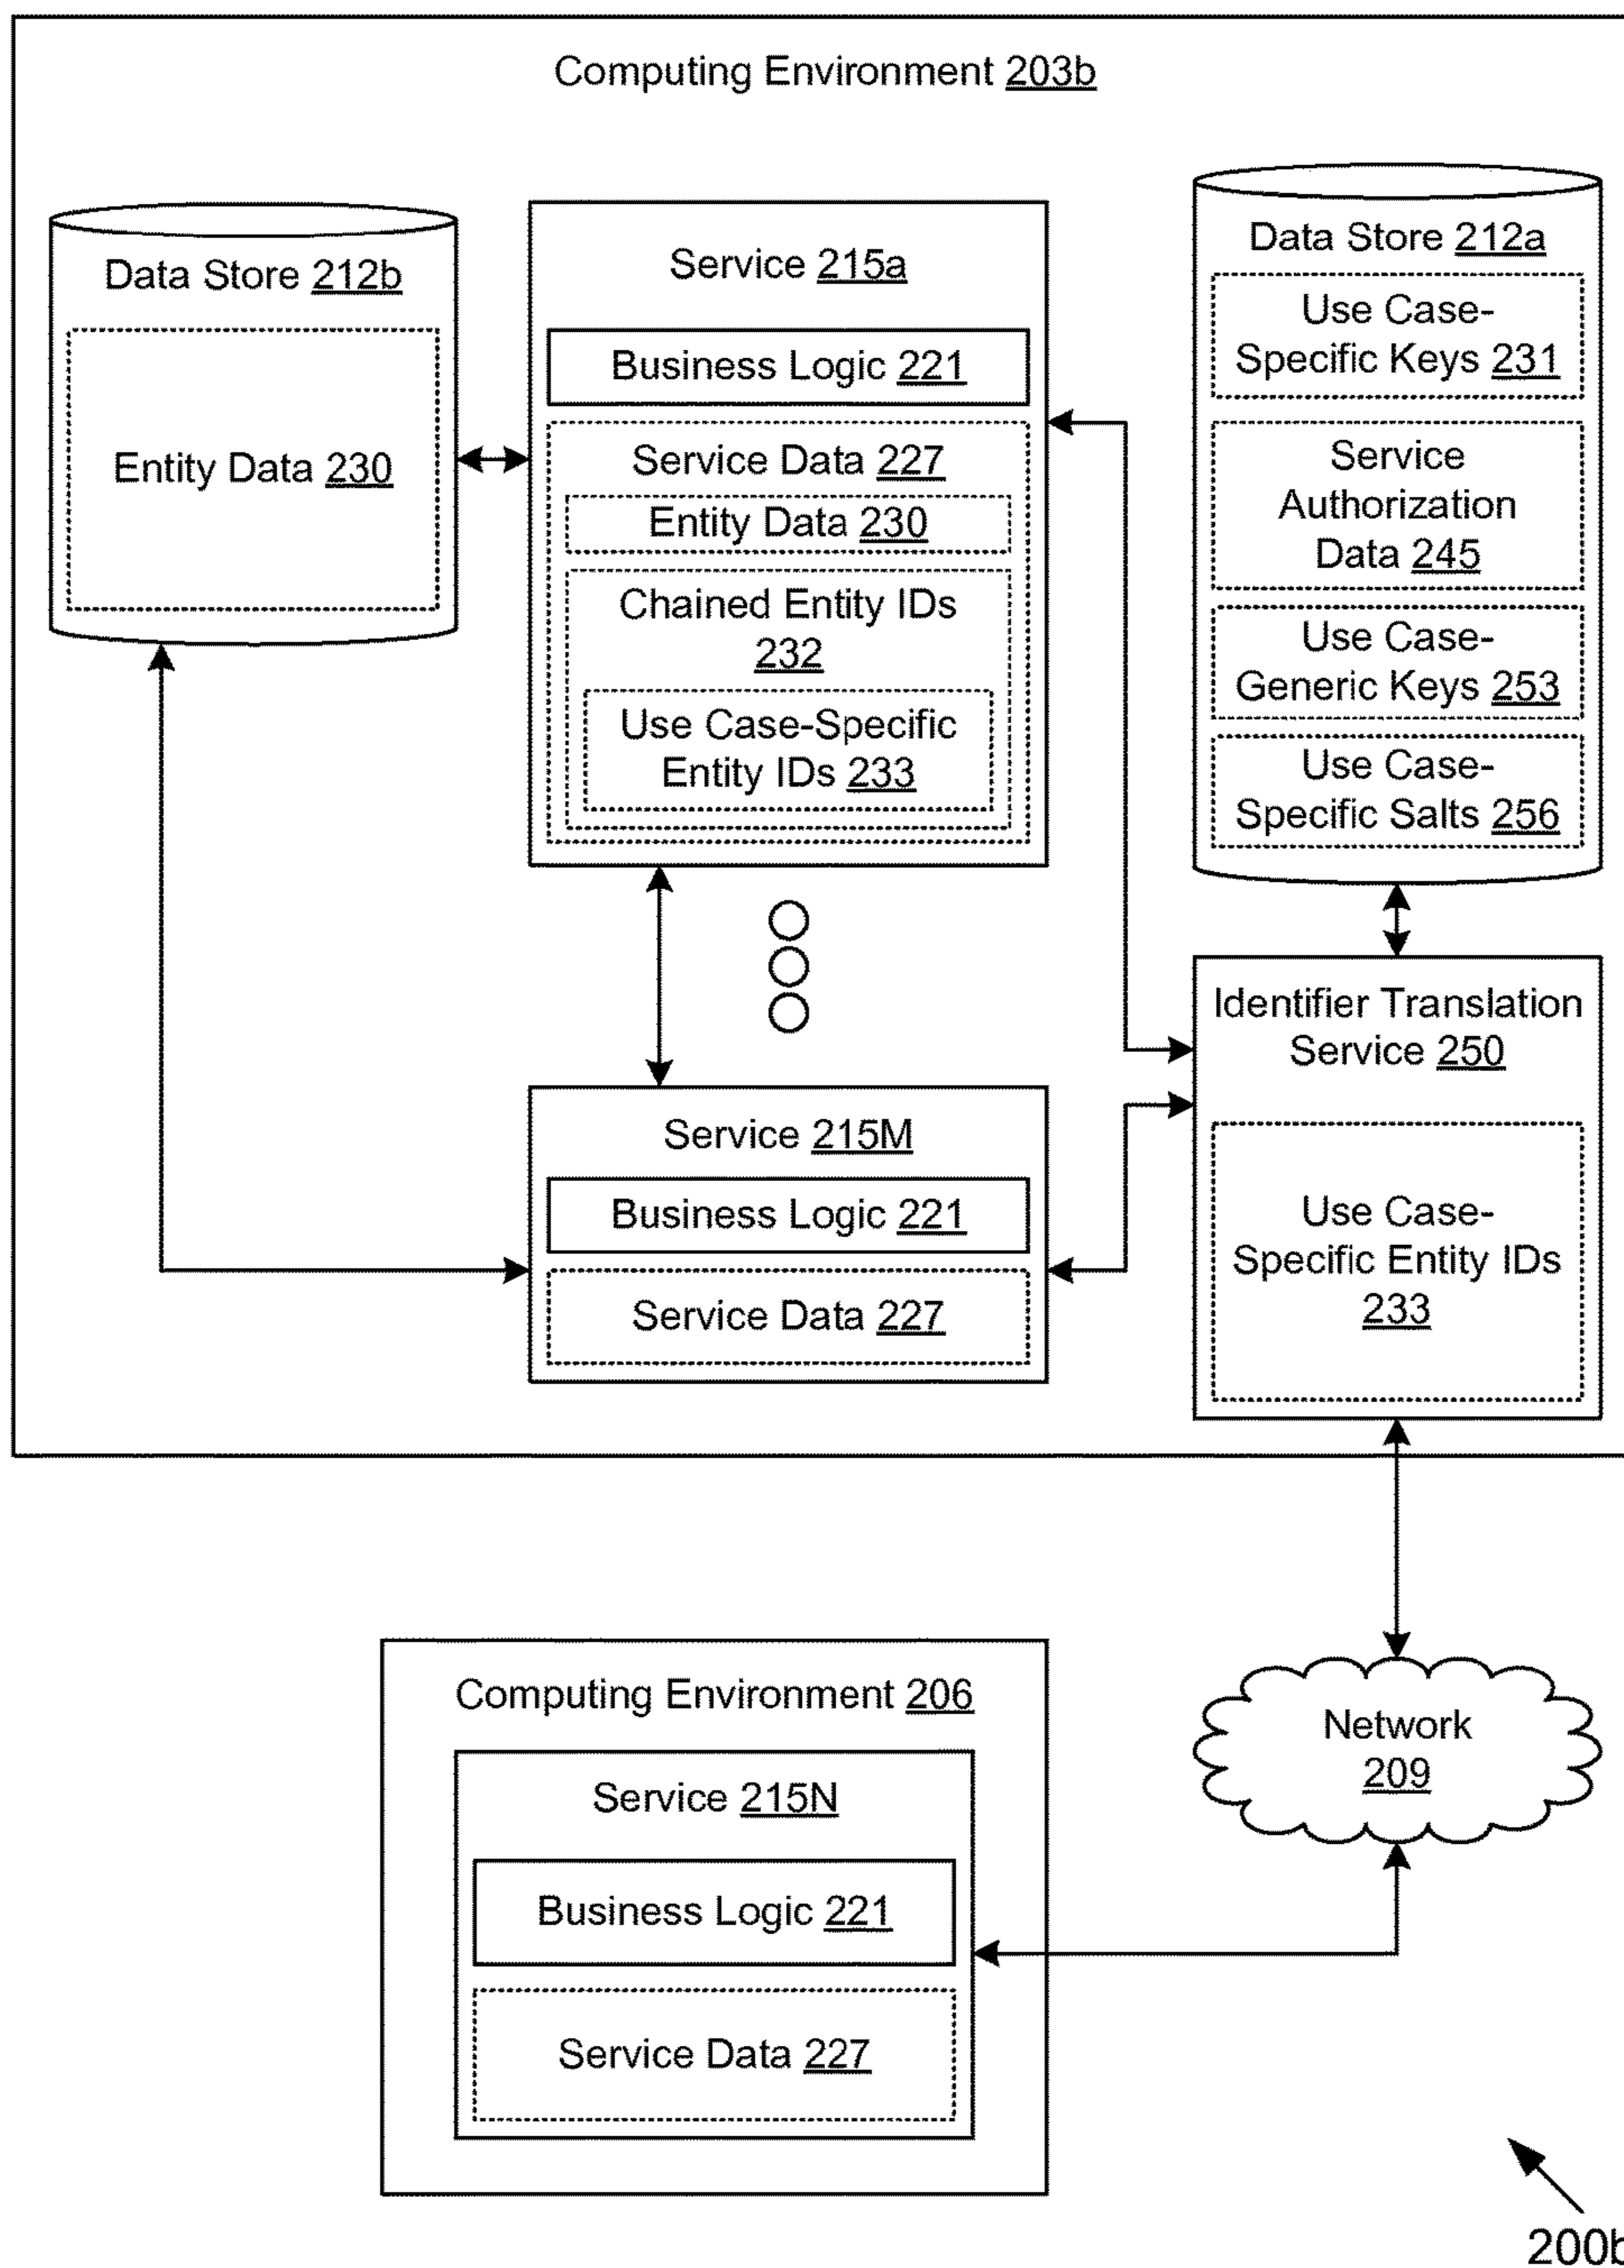 Computing Environment 203b
Data Store 212b
Entity Data 230
Service 215a
Business Logic 221
Service Data 227
Entity Data 230
Chained Entity IDs
232
Use Case-Specific
Entity IDs 233
Data Store 212a
Use Case-
Specific Keys 231
Service
Authorization
Data 245
Use Case-
Generic Keys 253
Use Case-
Specific Salts 256
Identifier Translation
Service 250
Use Case-
Specific Entity IDs
233
Service 215M
Business Logic 221
Service Data 227
Computing Environment 206
Service 215N
Business Logic 221
Service Data 227
Network
209
200b